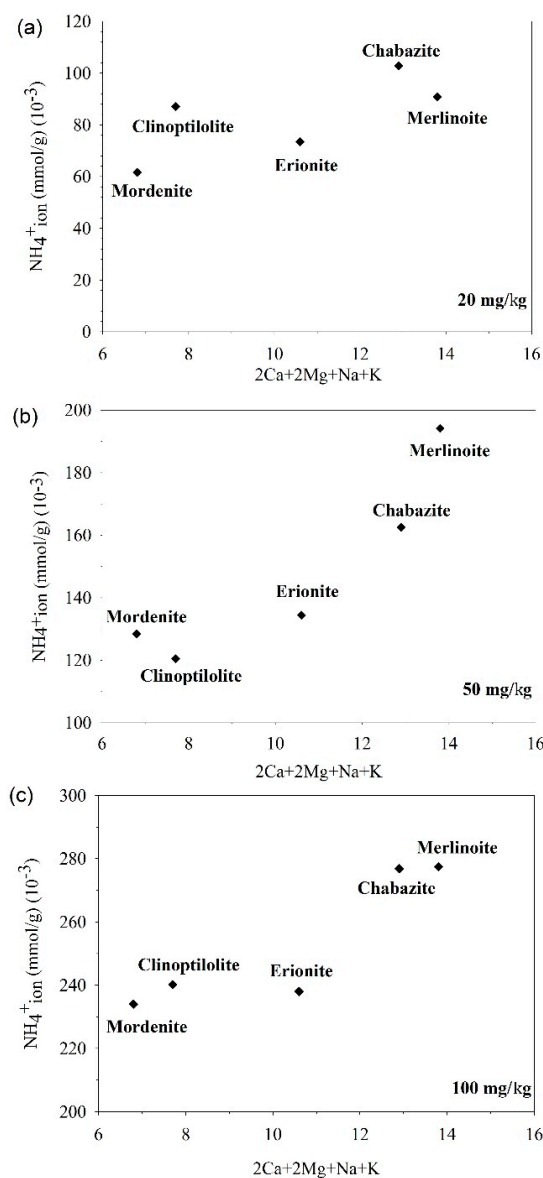 (a)
NH4+ion (mmol/g) (10-3)
120
100
80
60
40
20
0
Chabazite
Clinoptilolite
Merlinoite
Erionite
Mordenite
20 mg/kg
6 8 10 12 14 16
2Ca+2Mg+Na+K
(b)
NH4+ion (mmol/g) (10-3)
200
180
160
140
120
100
Merlinoite
Chabazite
Erionite
Mordenite
Clinoptilolite
50 mg/kg
6 8 10 12 14 16
2Ca+2Mg+Na+K
(c)
NH4+ion (mmol/g) (10-3)
300
280
260
240
220
200
Merlinoite
Chabazite
Clinoptilolite
Erionite
Mordenite
100 mg/kg
6 8 10 12 14 16
2Ca+2Mg+Na+K